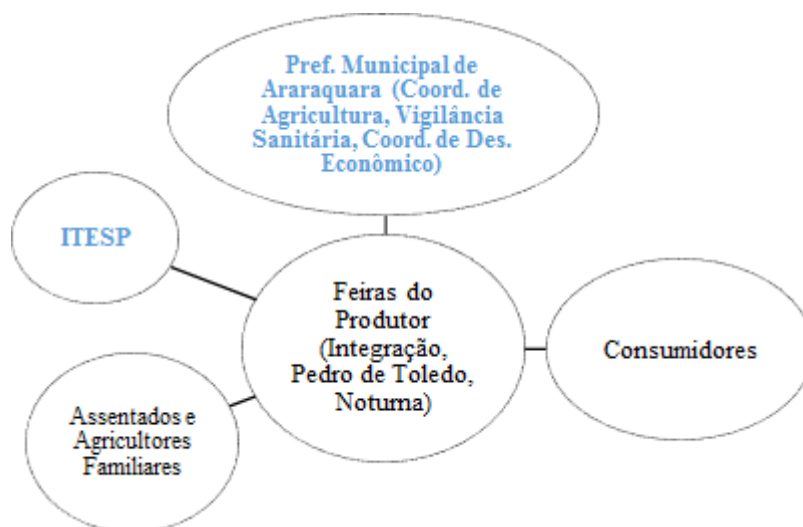 Pref. Municipal de
Araraquara (Coord. de
Agricultura, Vigilância
Sanitária, Coord. de Des.
Econômico)
ITESP
Feiras do
Produtor
(Integração,
Pedro de Toledo,
Noturna)
Consumidores
Assentados e
Agricultores
Familiares